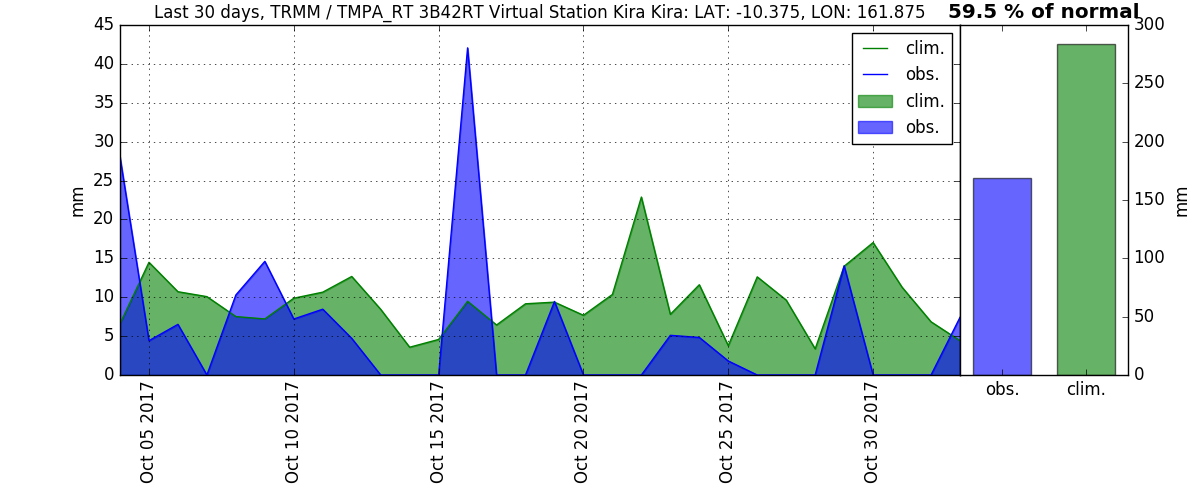 Last 30 days, TRMM / TMPA_RT 3B42RT Virtual Station Kira Kira: LAT: -10.375, LON: 161.875
59.5 % of normal
45
40
35
30
25
20
15
10
5
0
mm
clim.
obs.
clim.
obs.
Oct 05 2017
Oct 10 2017
Oct 15 2017
Oct 20 2017
Oct 25 2017
Oct 30 2017
300
250
200
150
100
50
0
mm
obs. clim.